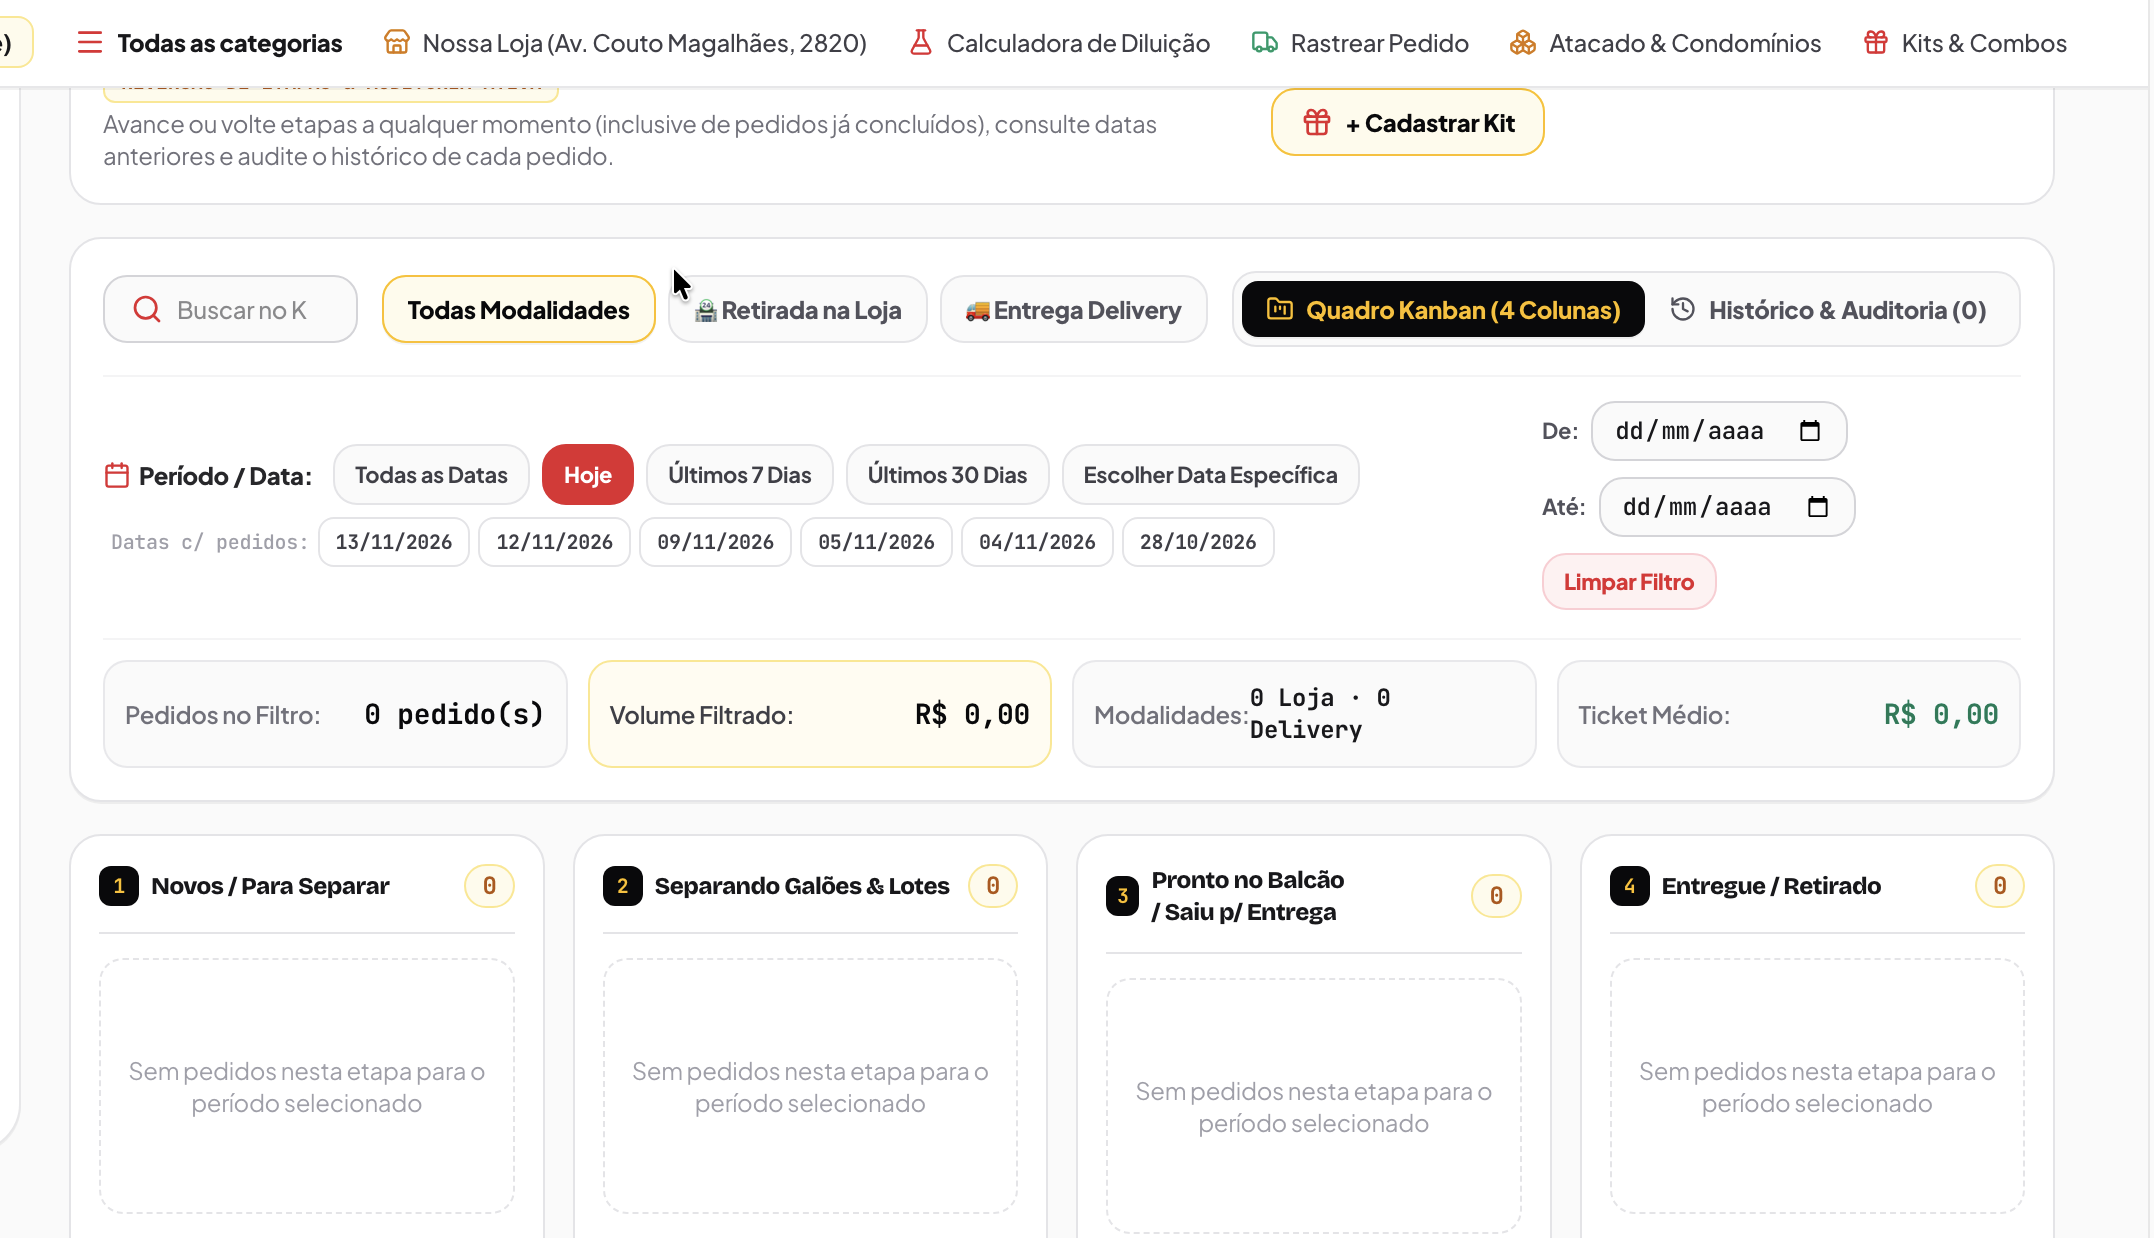 e)
Todas as categorias
Nossa Loja (Av. Couto Magalhães, 2820)
Calculadora de Diluição
Rastrear Pedido
Atacado & Condomínios
Kits & Combos
Avance ou volte etapas a qualquer momento (inclusive de pedidos já concluídos), consulte datas
anteriores e audite o histórico de cada pedido.
+ Cadastrar Kit
Buscar no K
Todas Modalidades
Retirada na Loja
Entrega Delivery
Quadro Kanban (4 Colunas)
Histórico & Auditoria (0)
Período / Data:
Todas as Datas
Hoje
Últimos 7 Dias
Últimos 30 Dias
Escolher Data Específica
Datas c/ pedidos:
13/11/2026
12/11/2026
09/11/2026
05/11/2026
04/11/2026
28/10/2026
De:
dd/mm/aaaa
Até:
dd/mm/aaaa
Limpar Filtro
Pedidos no Filtro:
0 pedido(s)
Volume Filtrado:
R$ 0,00
Modalidades:
0 Loja · 0
Delivery
Ticket Médio:
R$ 0,00
1
Novos / Para Separar
0
Sem pedidos nesta etapa para o
período selecionado
2
Separando Galões & Lotes
0
Sem pedidos nesta etapa para o
período selecionado
3
Pronto no Balcão
/ Saiu p/ Entrega
0
Sem pedidos nesta etapa para o
período selecionado
4
Entregue / Retirado
0
Sem pedidos nesta etapa para o
período selecionado